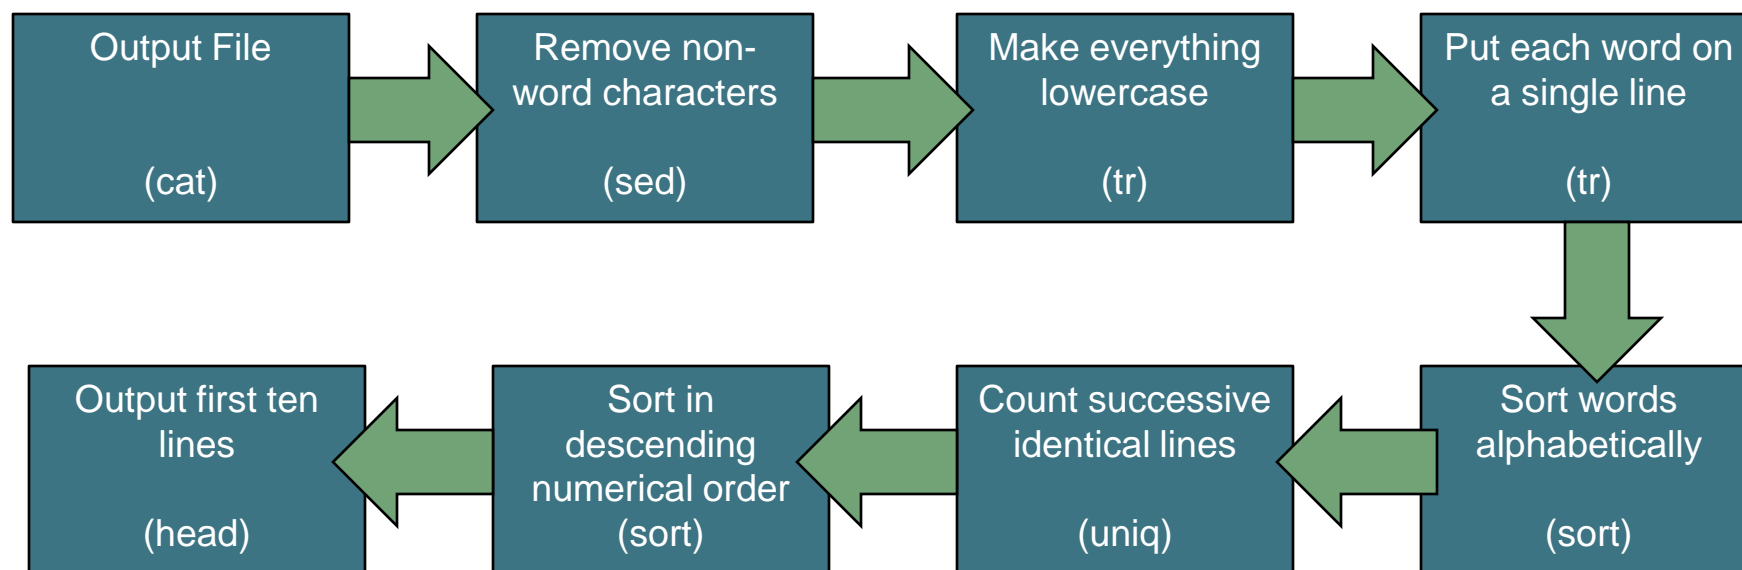 Output File
(cat)
Remove non-
word characters
(sed)
Make everything
lowercase
(tr)
Put each word on
a single line
(tr)
Sort words
alphabetically
(sort)
Count successive
identical lines
(uniq)
Sort in
descending
numerical order
(sort)
Output first ten
lines
(head)